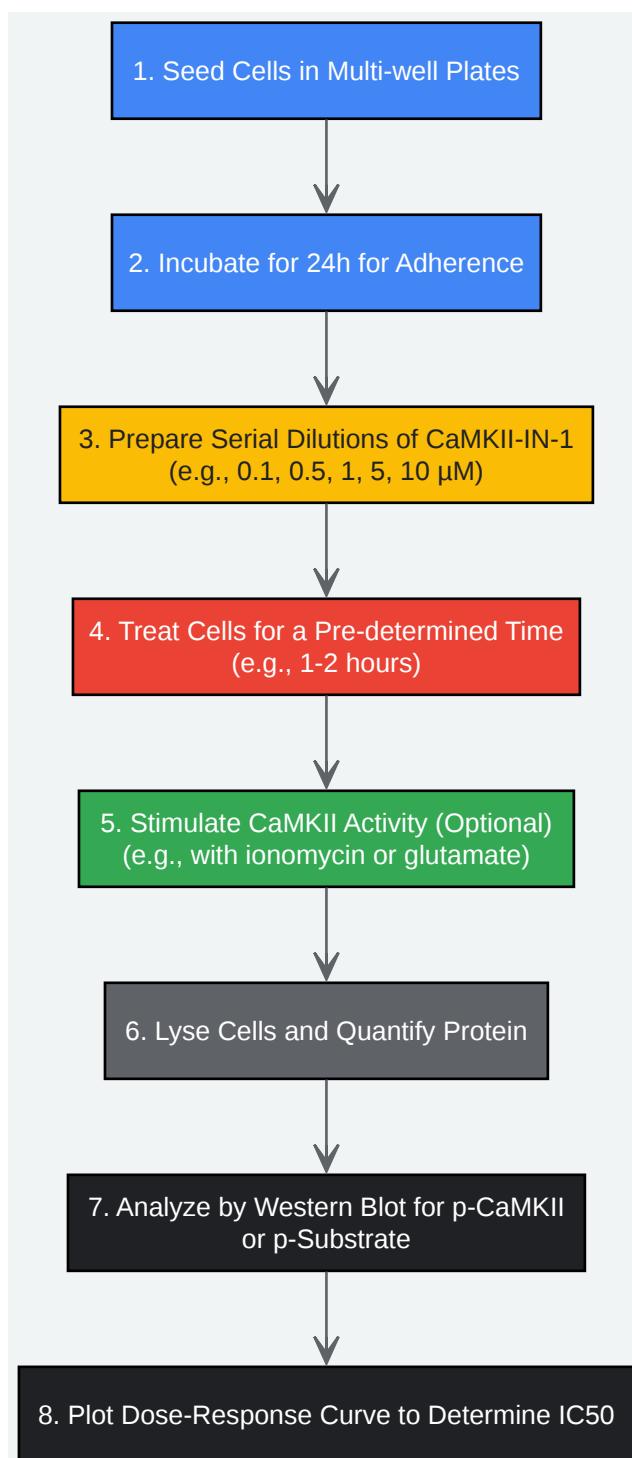 1. Seed Cells in Multi-well Plates
2. Incubate for 24h for Adherence
3. Prepare Serial Dilutions of CaMKII-IN-1
(e.g., 0.1, 0.5, 1, 5, 10 µM)
4. Treat Cells for a Pre-determined Time
(e.g., 1-2 hours)
5. Stimulate CaMKII Activity (Optional)
(e.g., with ionomycin or glutamate)
6. Lyse Cells and Quantify Protein
7. Analyze by Western Blot for p-CaMKII
or p-Substrate
8. Plot Dose-Response Curve to Determine IC50